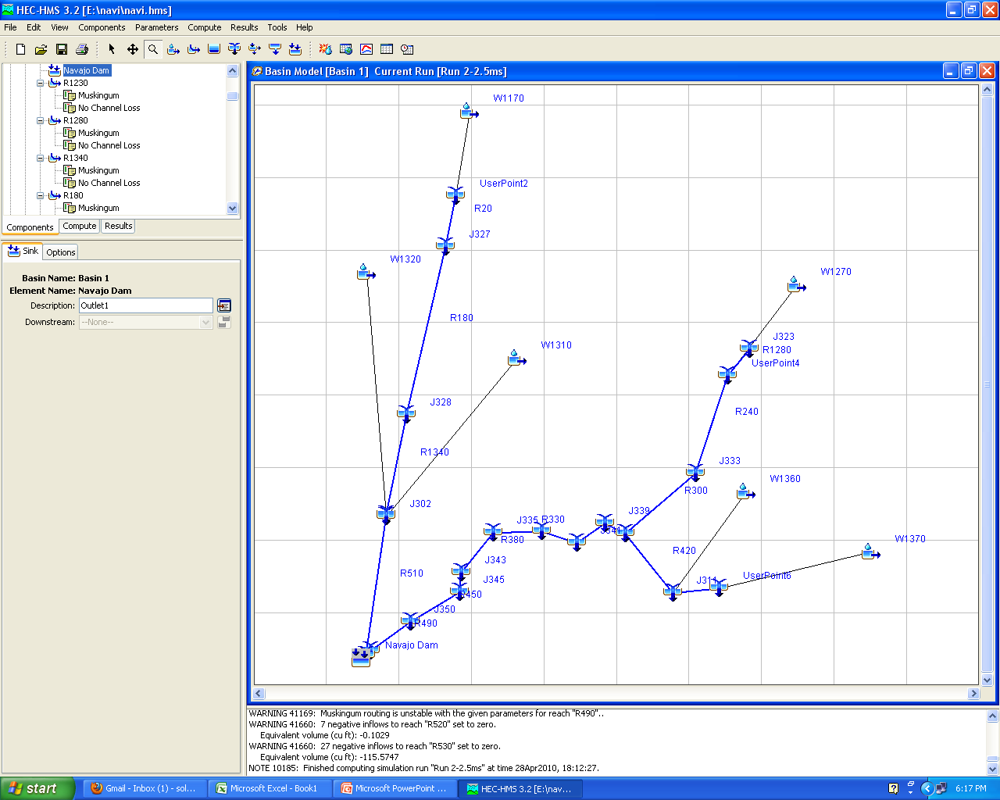 HEC-HMS 3.2 [E:\navi\navi.hms]
File Edit View Components Parameters Compute Results Tools Help
Navajo Dam
R1230
Muskingum
No Channel Loss
R1280
Muskingum
No Channel Loss
R1340
Muskingum
No Channel Loss
R180
Muskingum
Components Compute Results
Sink Options
Basin Name: Basin 1
Element Name: Navajo Dam
Description: Outlet1
Downstream: --None--
Basin Model [Basin 1] Current Run [Run 2-2.5ms]
W1170
UserPoint2
R20
J327
W1320
W1270
R180
J323
W1310
R1280
UserPoint4
J328
R240
R1340
J333
W1360
R300
J302
J339
J335 R330
J341
R380
W1370
R420
J343
R510
UserPoint6
J345
J311
R450
J350
R490
Navajo Dam
WARNING 41169: Muskingum routing is unstable with the given parameters for reach "R490"..
WARNING 41660: 7 negative inflows to reach "R520" set to zero.
Equivalent volume (cu ft): -0.1029
WARNING 41660: 27 negative inflows to reach "R530" set to zero.
Equivalent volume (cu ft): -115.5747
NOTE 10185: Finished computing simulation run "Run 2-2.5ms" at time 28Apr2010, 18:12:27.
start Gmail - Inbox (1) - sol... Microsoft Excel - Book1 Microsoft PowerPoint ... HEC-HMS 3.2 [E:\nav... 6:17 PM